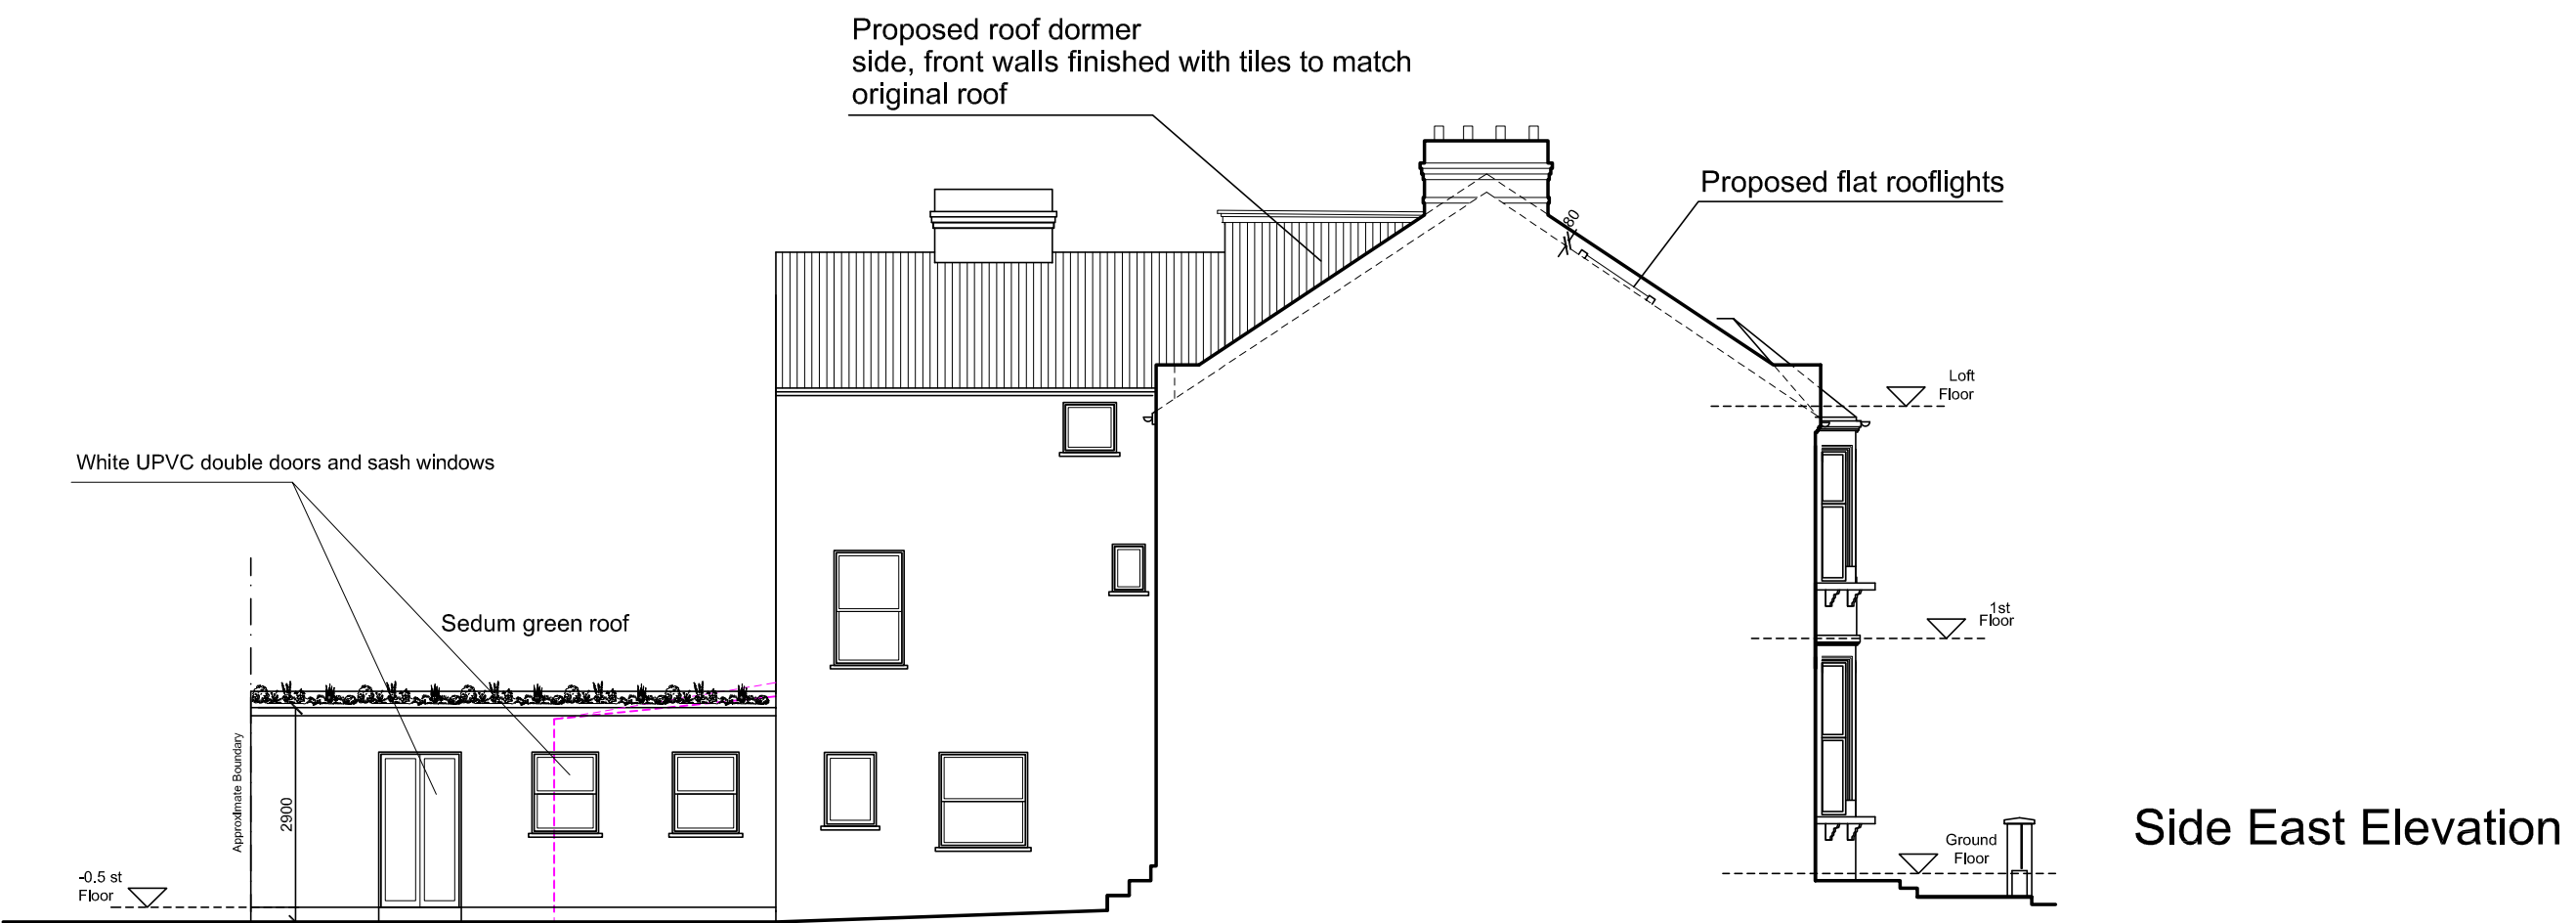 Proposed roof dormer
side, front walls finished with tiles to match
original roof
Proposed flat rooflights
80
Loft
Floor
White UPVC double doors and sash windows
Sedum green roof
1st
Floor
Approximate Boundary
2900
Side East Elevation
Ground
Floor
-0.5 st
Floor